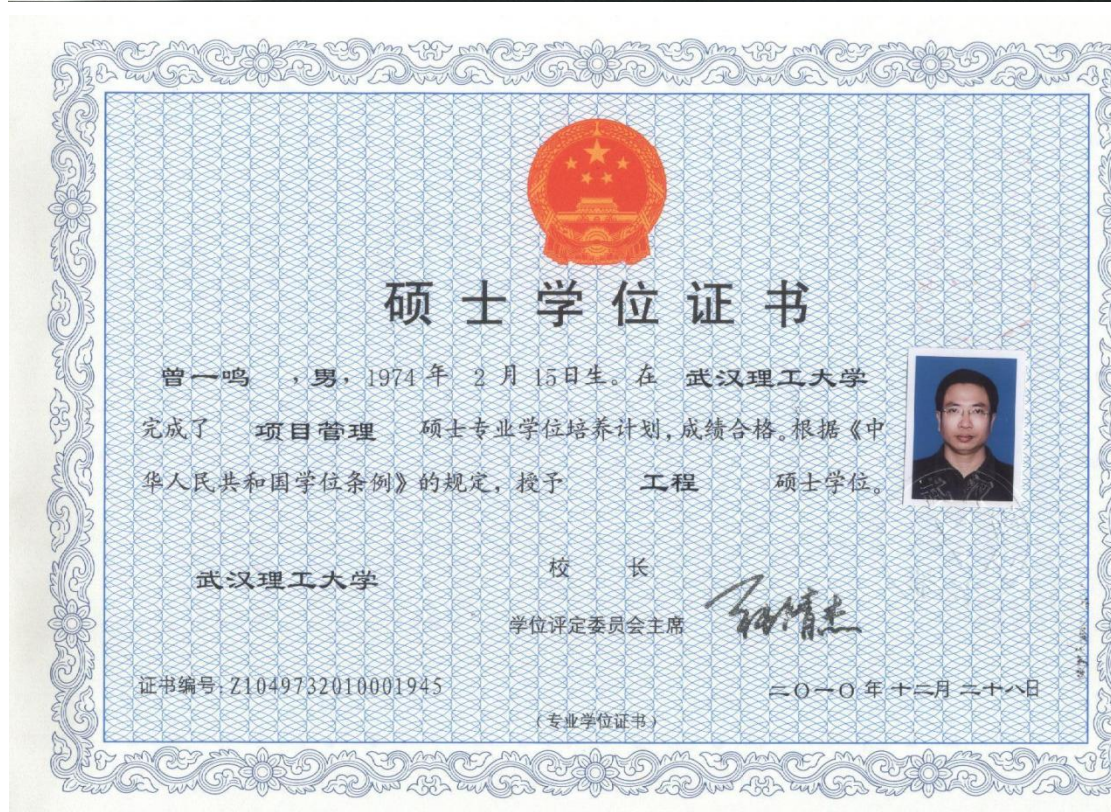 硕士学位证书
曾一鸣 ，男，1974 年 2 月 15日生。在 武汉理工大学
完成了 项目管理 硕士专业学位培养计划，成绩合格。根据《中
华人民共和国学位条例》的规定，授予 工程 硕士学位。
武汉理工大学
校 长
学位评定委员会主席
证书编号：Z1049732010001945
二〇一〇 年 十二月 二十八日
（专业学位证书）